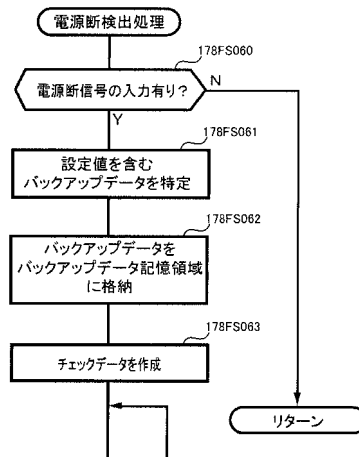 電源断検出処理
178FS060
電源断信号の入力有り?
N
Y
178FS061
設定値を含む
バックアップデータを特定
178FS062
バックアップデータを
バックアップデータ記憶領域
に格納
178FS063
チェックデータを作成
リターン